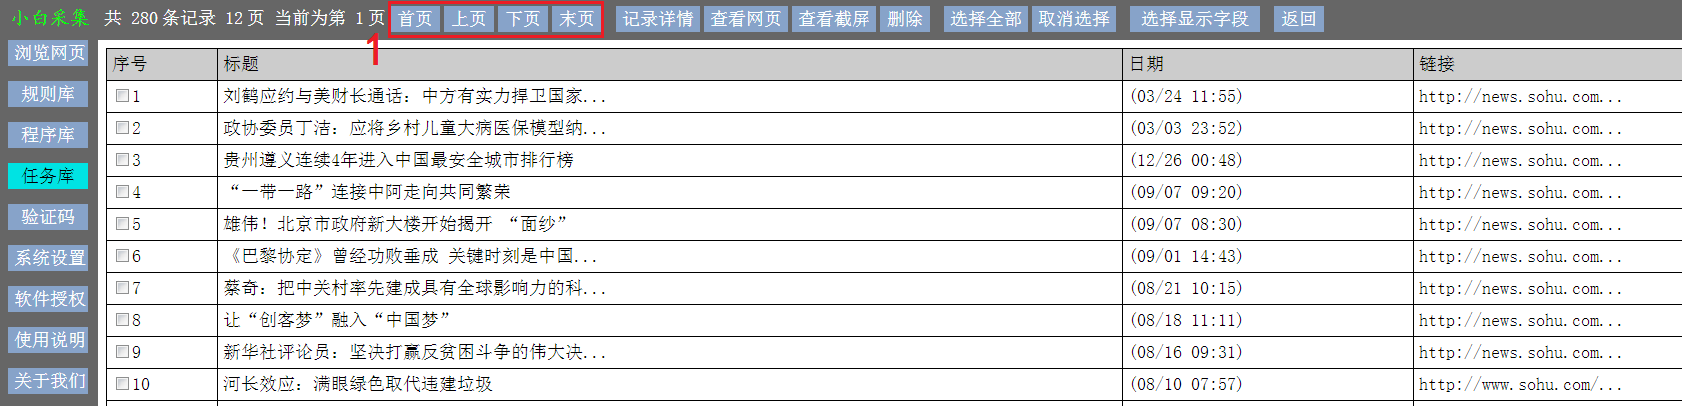 小白采集 共 280条记录 12页 当前为第 1页 首页 上页 下页 末页 记录详情 查看网页 查看截屏 删除 选择全部 取消选择 选择显示字段 返回
1
浏览网页
规则库
程序库
任务库
验证码
系统设置
软件授权
使用说明
关于我们
序号 标题 日期 链接
1 刘鹤应约与美财长通话：中方有实力捍卫国家... (03/24 11:55) http://news.sohu.com...
2 政协委员丁洁：应将乡村儿童大病医保模型纳... (03/03 23:52) http://news.sohu.com...
3 贵州遵义连续4年进入中国最安全城市排行榜 (12/26 00:48) http://news.sohu.com...
4 “一带一路”连接中阿走向共同繁荣 (09/07 09:20) http://news.sohu.com...
5 雄伟！北京市政府新大楼开始揭开 “面纱” (09/07 08:30) http://news.sohu.com...
6 《巴黎协定》曾经功败垂成 关键时刻是中国... (09/01 14:43) http://news.sohu.com...
7 蔡奇：把中关村率先建成具有全球影响力的科... (08/21 10:15) http://news.sohu.com...
8 让“创客梦”融入“中国梦” (08/18 11:11) http://news.sohu.com...
9 新华社评论员：坚决打赢反贫困斗争的伟大决... (08/16 09:31) http://news.sohu.com...
10 河长效应：满眼绿色取代违建垃圾 (08/10 07:57) http://www.sohu.com/...